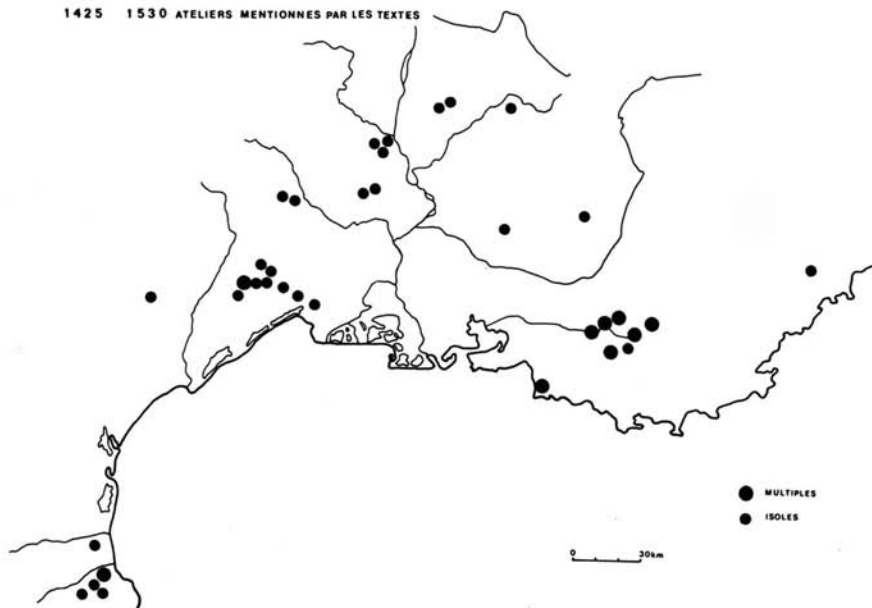 1425 1530 ATELIERS MENTIONNES PAR LES TEXTES
MULTIPLES
ISOLES
0 30km